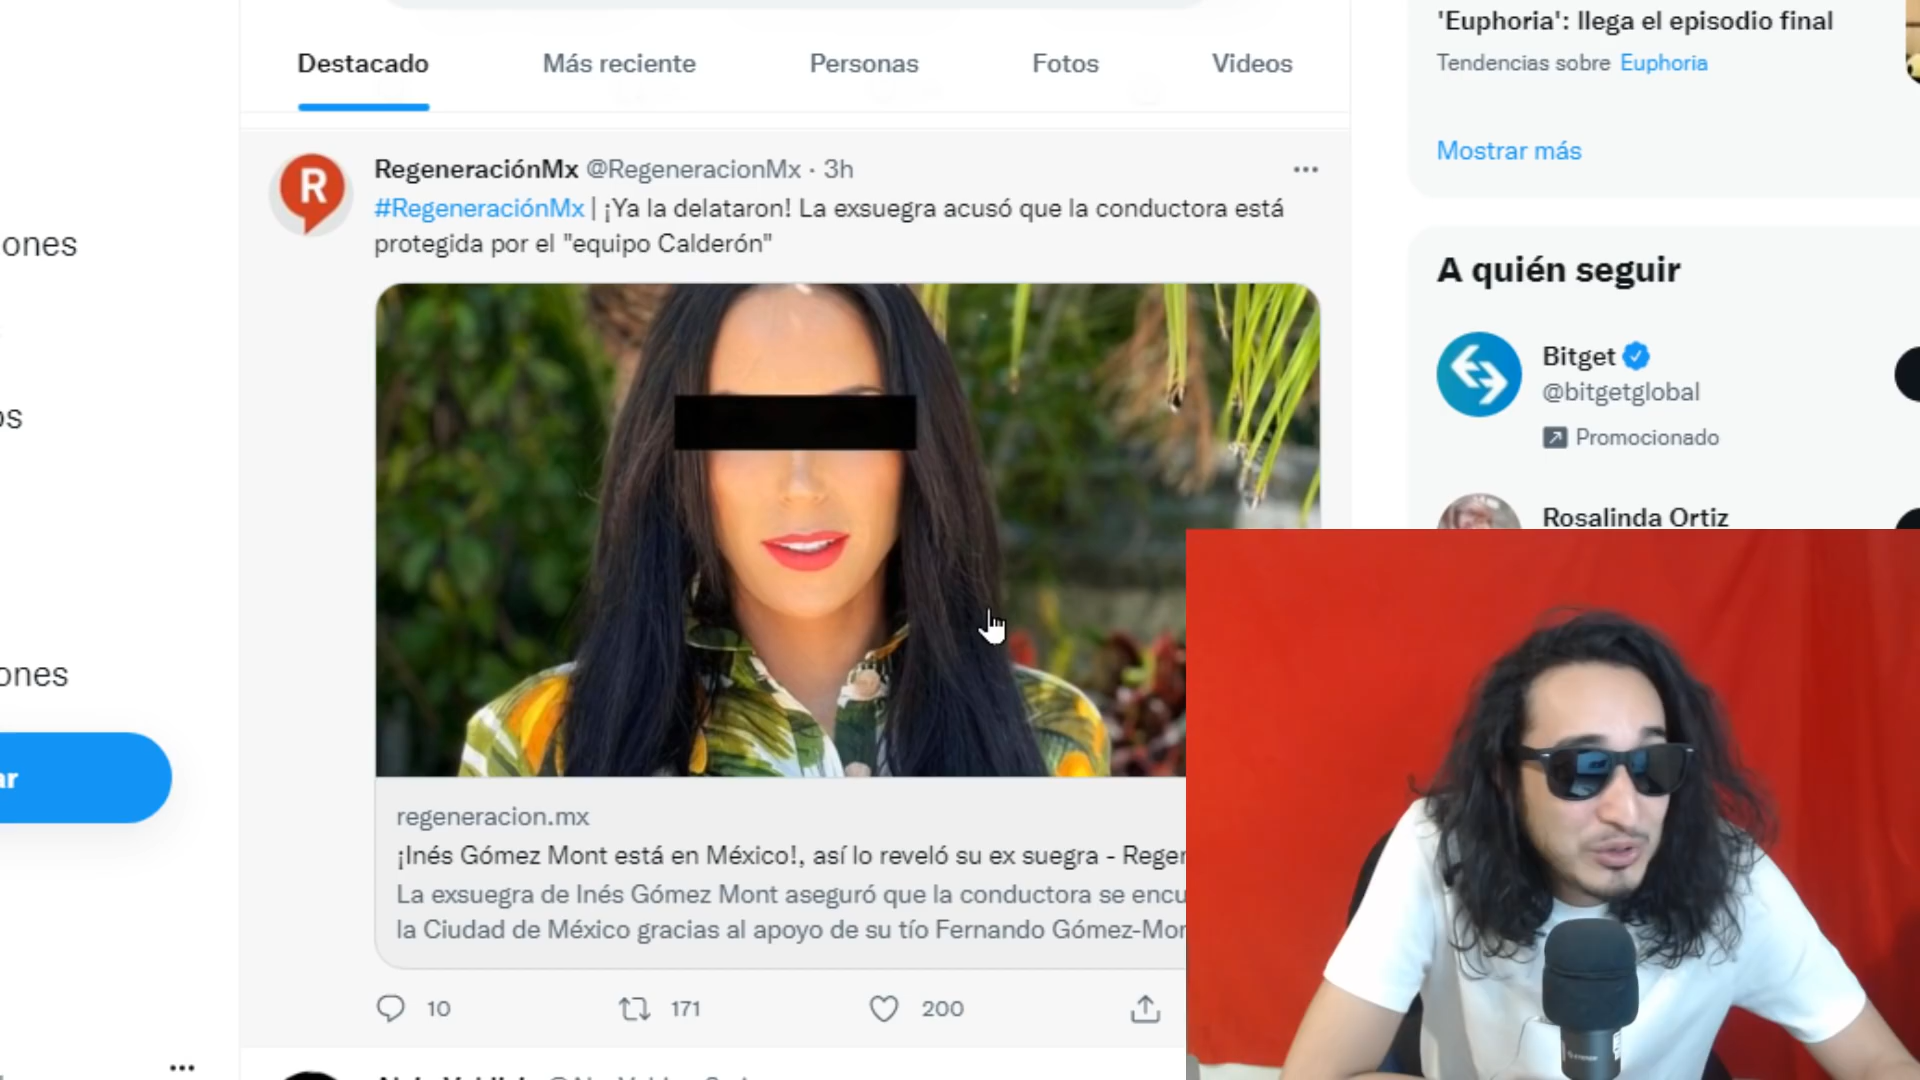 'Euphoria': llega el episodio final
Tendencias sobre Euphoria
Mostrar más
Destacado
Más reciente
Personas
Fotos
Videos
RegeneraciónMx @RegeneracionMx · 3h
#RegeneraciónMx | ¡Ya la delataron! La exsuegra acusó que la conductora está
protegida por el "equipo Calderón"
R
regeneracion.mx
¡Inés Gómez Mont está en México!, así lo reveló su ex suegra - Reger
La exsuegra de Inés Gómez Mont aseguró que la conductora se encu
la Ciudad de México gracias al apoyo de su tío Fernando Gómez-Mor
10
171
200
A quién seguir
Bitget
@bitgetglobal
Promocionado
Rosalinda Ortiz
iones
os
ones
ar